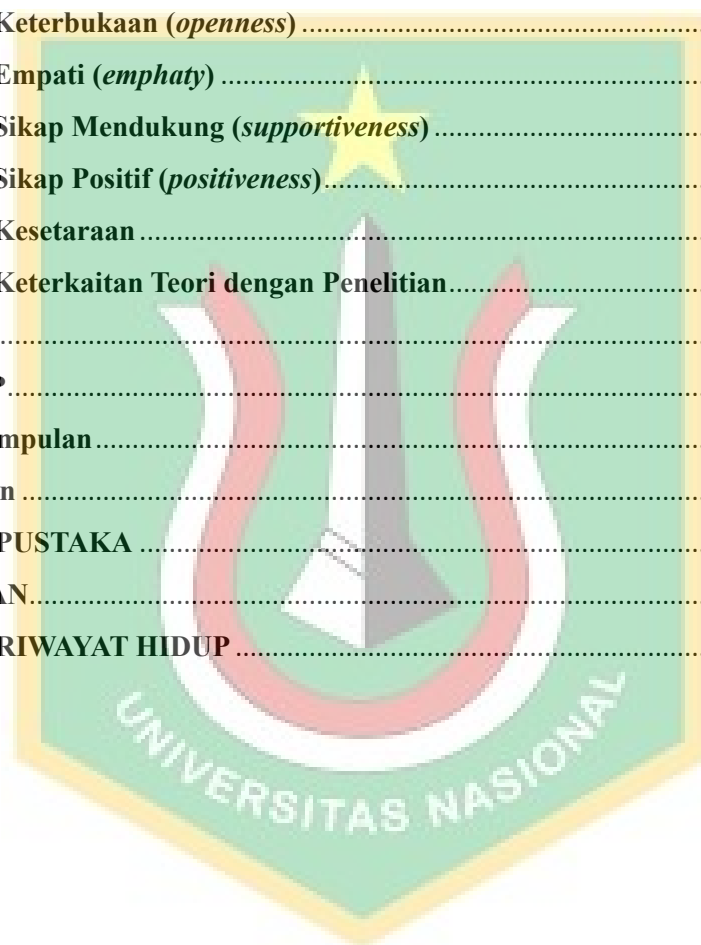 Keterbukaan (openness) ........................................................
Empati (emphaty) ........................................................
Sikap Mendukung (supportiveness) ........................................................
Sikap Positif (positiveness) ........................................................
Kesetaraan ........................................................
Keterkaitan Teori dengan Penelitian ........................................................
........................................................
P ........................................................
mpulan ........................................................
n ........................................................
PUSTAKA ........................................................
AN ........................................................
RIWAYAT HIDUP ........................................................
UNIVERSITAS NASIONAL